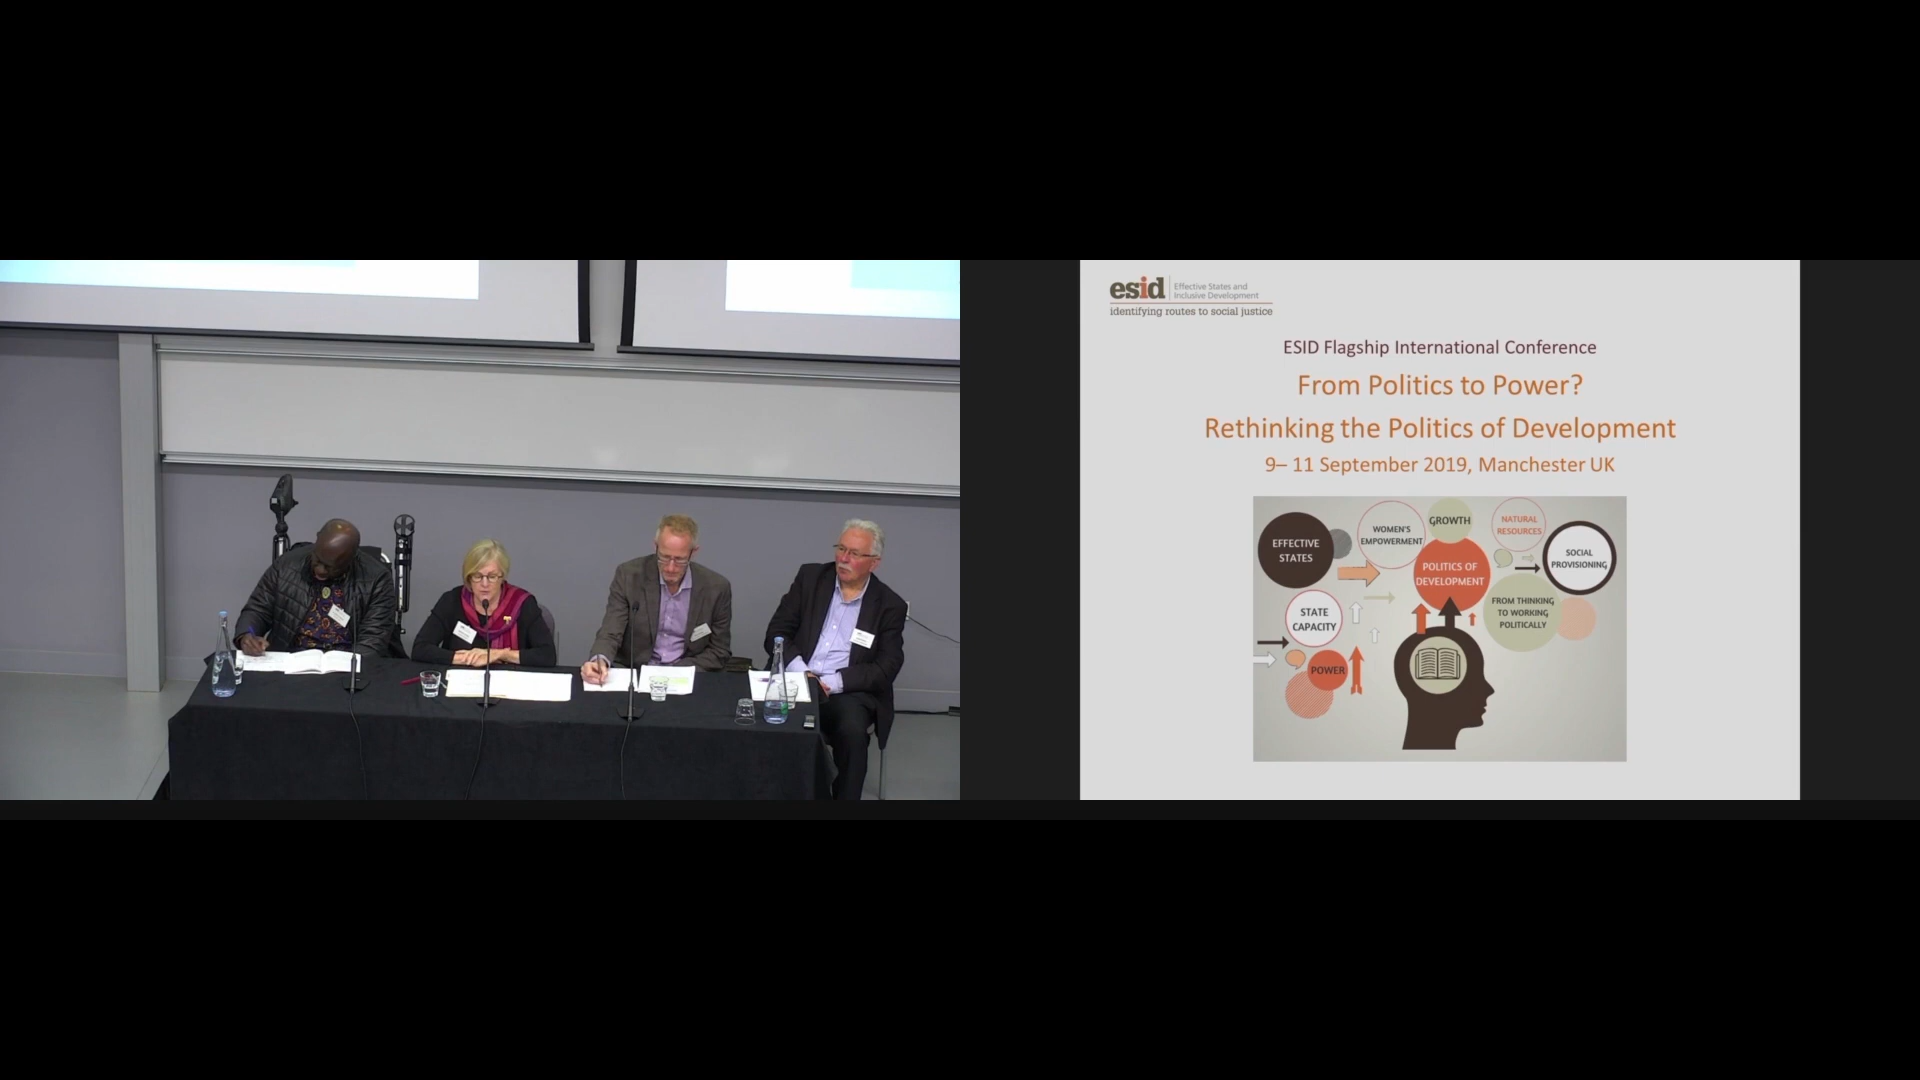 esid
Effective States and
Inclusive Development
identifying routes to social justice
ESID Flagship International Conference
From Politics to Power?
Rethinking the Politics of Development
9– 11 September 2019, Manchester UK
EFFECTIVE
STATES
WOMEN'S
EMPOWERMENT
GROWTH
NATURAL
RESOURCES
SOCIAL
PROVISIONING
POLITICS OF
DEVELOPMENT
STATE
CAPACITY
FROM THINKING
TO WORKING
POLITICALLY
POWER